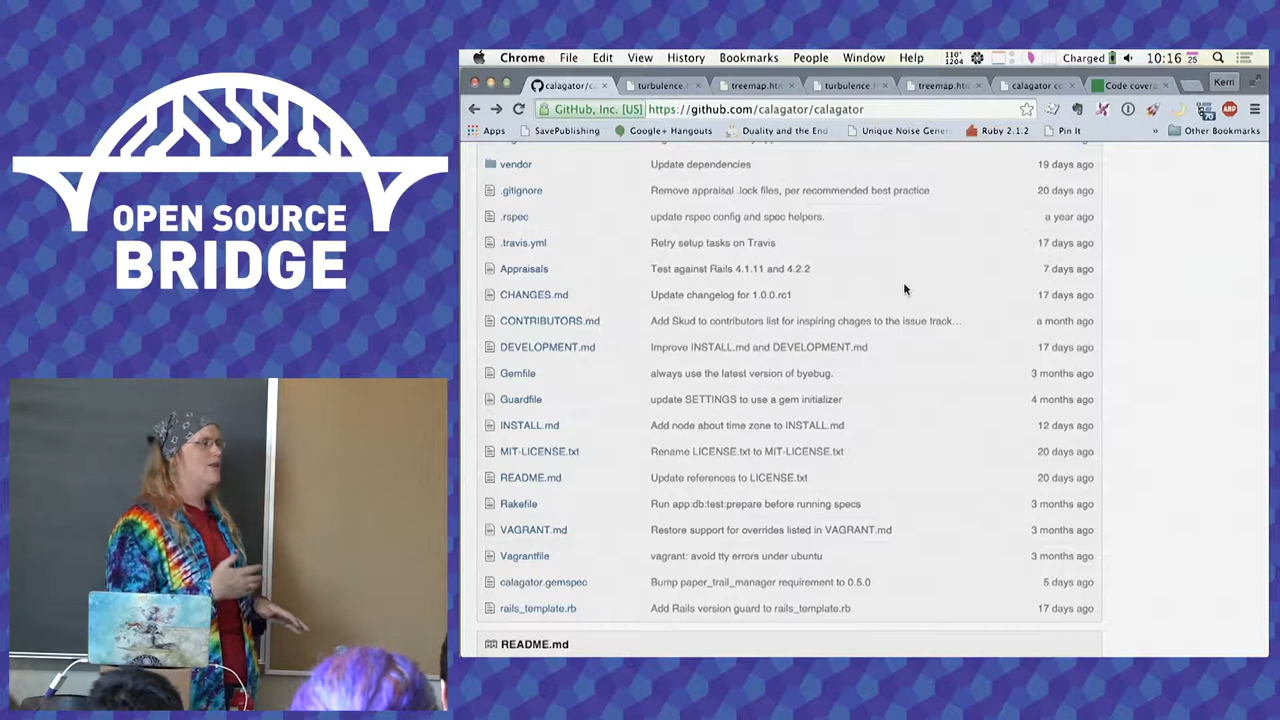 OPEN SOURCE
BRIDGE
Chrome File Edit View History Bookmarks People Window Help 110° 1204 Charged 10:16 25
calagator/c turbulence. treemap.htm turbulence.h treemap.htm calagator co Code covera Kerri
GitHub, Inc. [US] https://github.com/calagator/calagator 70 ABP
Apps SavePublishing Google+ Hangouts Duality and the End Unique Noise Gene Ruby 2.1.2 Pin It » Other Bookmarks
vendor Update dependencies 19 days ago
.gitignore Remove appraisal .lock files, per recommended best practice 20 days ago
.rspec update rspec config and spec helpers. a year ago
.travis.yml Retry setup tasks on Travis 17 days ago
Appraisals Test against Rails 4.1.11 and 4.2.2 7 days ago
CHANGES.md Update changelog for 1.0.0.rc1 17 days ago
CONTRIBUTORS.md Add Skud to contributors list for inspiring chages to the issue track… a month ago
DEVELOPMENT.md Improve INSTALL.md and DEVELOPMENT.md 17 days ago
Gemfile always use the latest version of byebug. 3 months ago
Guardfile update SETTINGS to use a gem initializer 4 months ago
INSTALL.md Add node about time zone to INSTALL.md 12 days ago
MIT-LICENSE.txt Rename LICENSE.txt to MIT-LICENSE.txt 20 days ago
README.md Update references to LICENSE.txt 20 days ago
Rakefile Run app:db:test:prepare before running specs 3 months ago
VAGRANT.md Restore support for overrides listed in VAGRANT.md 3 months ago
Vagrantfile vagrant: avoid tty errors under ubuntu 3 months ago
calagator.gemspec Bump paper_trail_manager requirement to 0.5.0 5 days ago
rails_template.rb Add Rails version guard to rails_template.rb 17 days ago
README.md